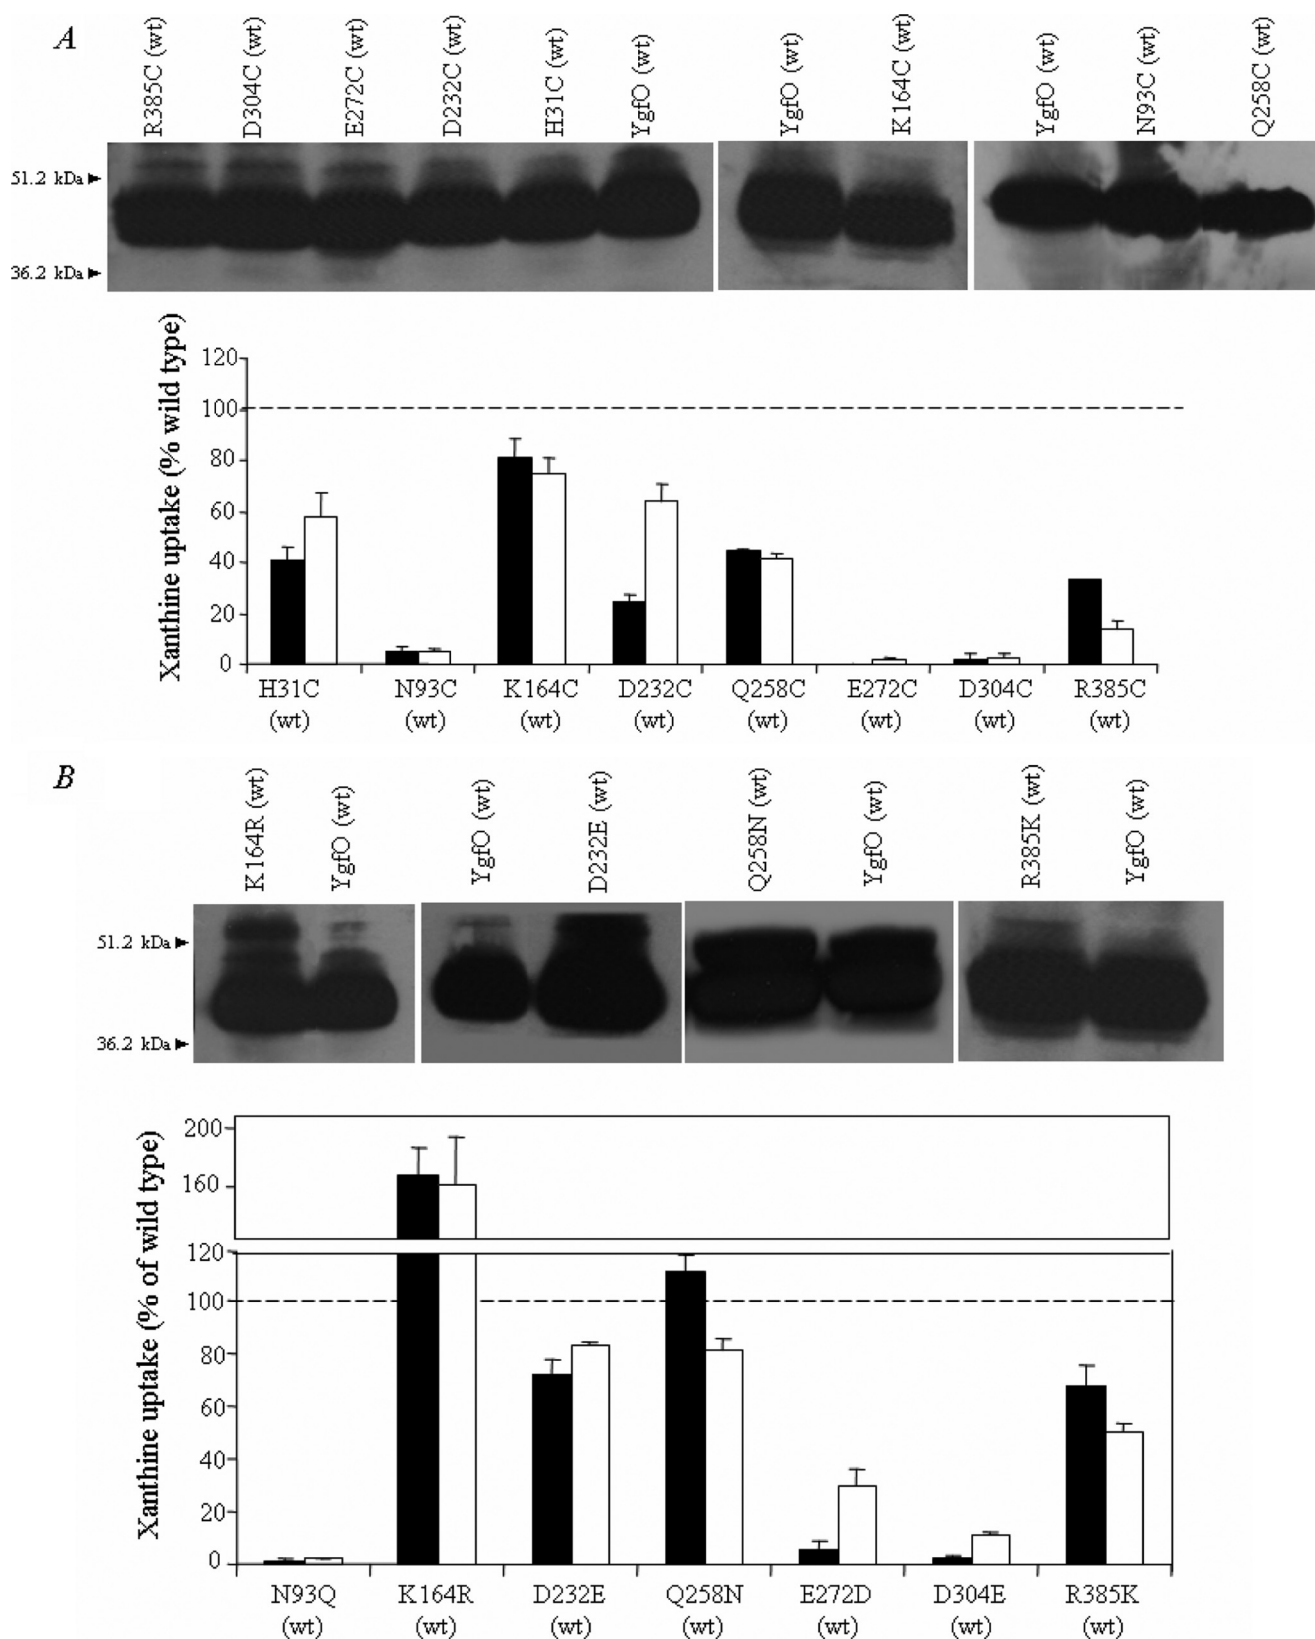 A
R385C (wt)
D304C (wt)
E272C (wt)
D232C (wt)
H31C (wt)
YgfO (wt)
YgfO (wt)
K164C (wt)
YgfO (wt)
N93C (wt)
Q258C (wt)
51.2 kDa
36.2 kDa
Xanthine uptake (% wild type)
120
100
80
60
40
20
0
H31C (wt)
N93C (wt)
K164C (wt)
D232C (wt)
Q258C (wt)
E272C (wt)
D304C (wt)
R385C (wt)
B
K164R (wt)
YgfO (wt)
YgfO (wt)
D232E (wt)
Q258N (wt)
YgfO (wt)
R385K (wt)
YgfO (wt)
51.2 kDa
36.2 kDa
Xanthine uptake (% of wild type)
200
160
120
100
80
60
40
20
0
N93Q (wt)
K164R (wt)
D232E (wt)
Q258N (wt)
E272D (wt)
D304E (wt)
R385K (wt)